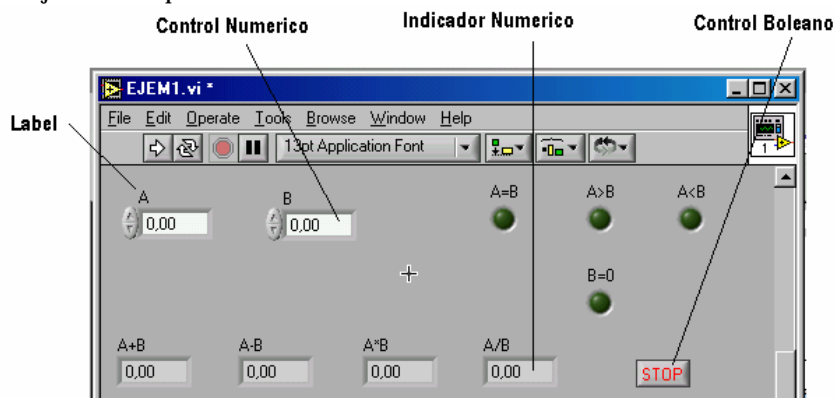 Control Numerico
Indicador Numerico
Control Boleano
EJEM1.vi *
Label
File Edit Operate Tools Browse Window Help
13pt Application Font
1
A
B
A=B
A>B
A<B
0,00
0,00
B=0
A+B
A-B
A*B
A/B
0,00
0,00
0,00
0,00
STOP